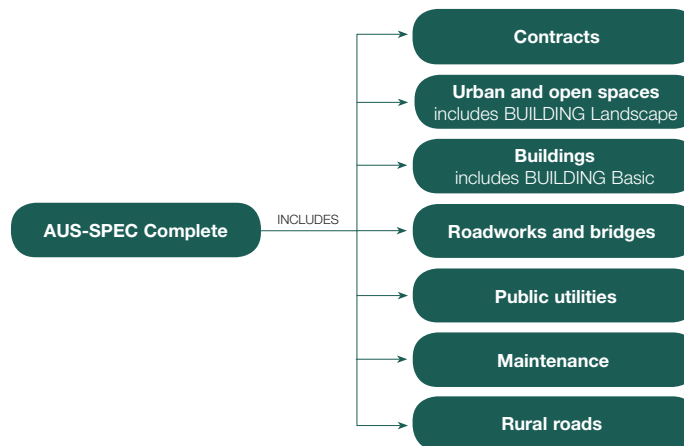 Contracts
Urban and open spaces
includes BUILDING Landscape
Buildings
includes BUILDING Basic
AUS-SPEC Complete
INCLUDES
Roadworks and bridges
Public utilities
Maintenance
Rural roads